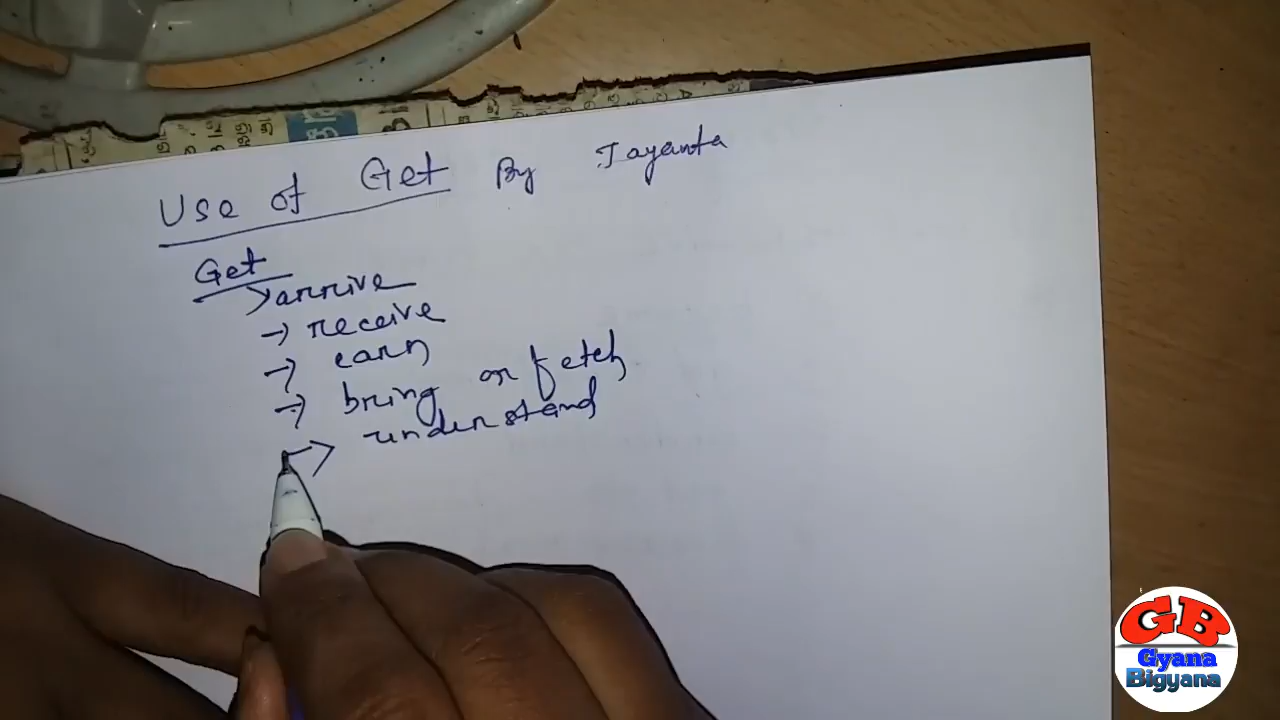 Use of Get By Jayanta
Get
→ arrive
→ receive
→ earn
→ bring or fetch
→ understand
GB
Gyana
Bigyana